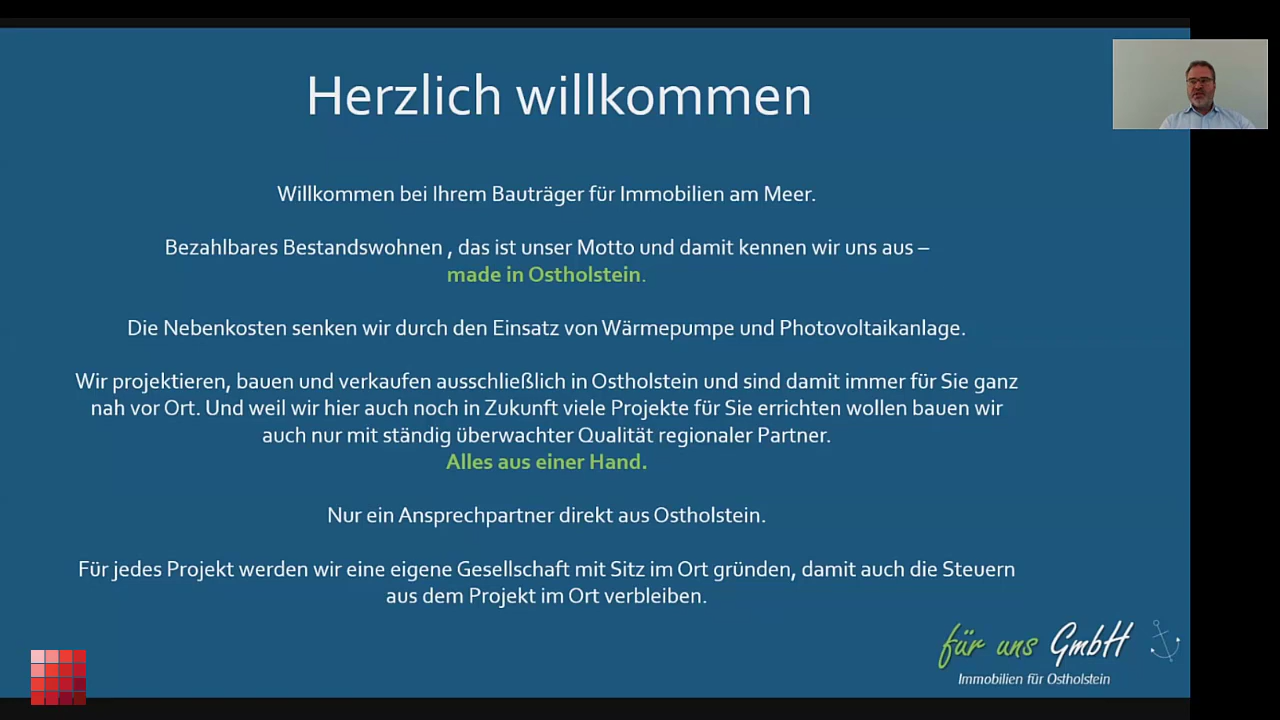 Herzlich willkommen
Willkommen bei Ihrem Bauträger für Immobilien am Meer.
Bezahlbares Bestandswohnen , das ist unser Motto und damit kennen wir uns aus –
made in Ostholstein.
Die Nebenkosten senken wir durch den Einsatz von Wärmepumpe und Photovoltaikanlage.
Wir projektieren, bauen und verkaufen ausschließlich in Ostholstein und sind damit immer für Sie ganz
nah vor Ort. Und weil wir hier auch noch in Zukunft viele Projekte für Sie errichten wollen bauen wir
auch nur mit ständig überwachter Qualität regionaler Partner.
Alles aus einer Hand.
Nur ein Ansprechpartner direkt aus Ostholstein.
Für jedes Projekt werden wir eine eigene Gesellschaft mit Sitz im Ort gründen, damit auch die Steuern
aus dem Projekt im Ort verbleiben.
für uns GmbH
Immobilien für Ostholstein